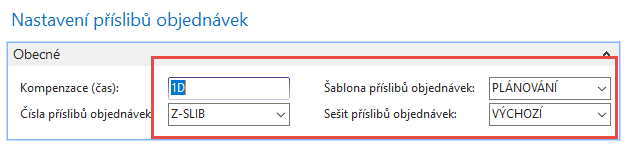 Nastavení příslibů objednávek
Obecné
Kompenzace (čas): 1D Šablona příslibů objednávek: PLÁNOVÁNÍ
Čísla příslibů objednávek Z-SLIB Sešit příslibů objednávek: VÝCHOZÍ